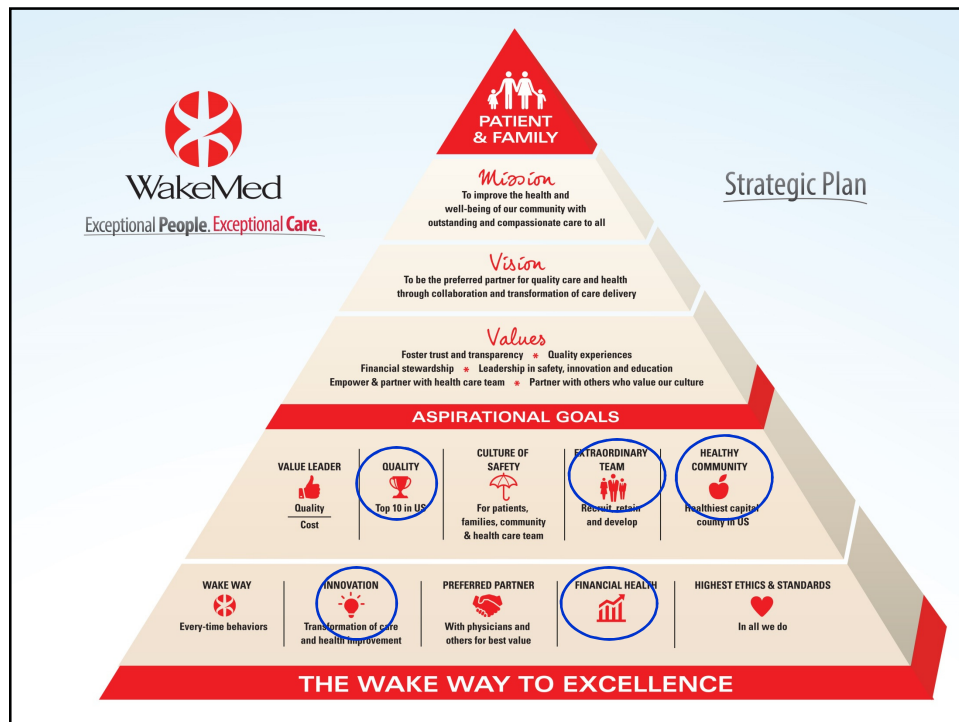 PATIENT
& FAMILY
WakeMed
Exceptional People. Exceptional Care.
Strategic Plan
Mission
To improve the health and
well-being of our community with
outstanding and compassionate care to all
Vision
To be the preferred partner for quality care and health
through collaboration and transformation of care delivery
Values
Foster trust and transparency * Quality experiences
Financial stewardship * Leadership in safety, innovation and education
Empower & partner with health care team * Partner with others who value our culture
ASPIRATIONAL GOALS
VALUE LEADER
Quality
Cost
QUALITY
Top 10 in US
CULTURE OF
SAFETY
For patients,
families, community
& health care team
EXTRAORDINARY
TEAM
Recruit, retain
and develop
HEALTHY
COMMUNITY
Healthiest capital
county in US
WAKE WAY
Every-time behaviors
INNOVATION
Transformation of care
and health improvement
PREFERRED PARTNER
With physicians and
others for best value
FINANCIAL HEALTH
HIGHEST ETHICS & STANDARDS
In all we do
THE WAKE WAY TO EXCELLENCE